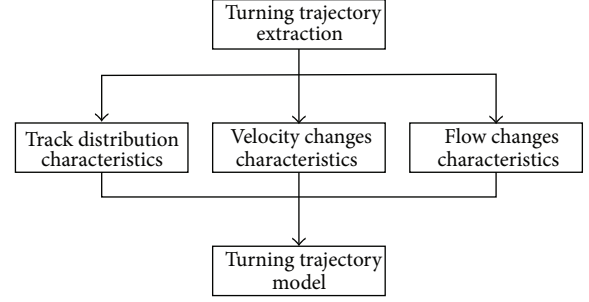 Turning trajectory
extraction
Track distribution
characteristics
Velocity changes
characteristics
Flow changes
characteristics
Turning trajectory
model